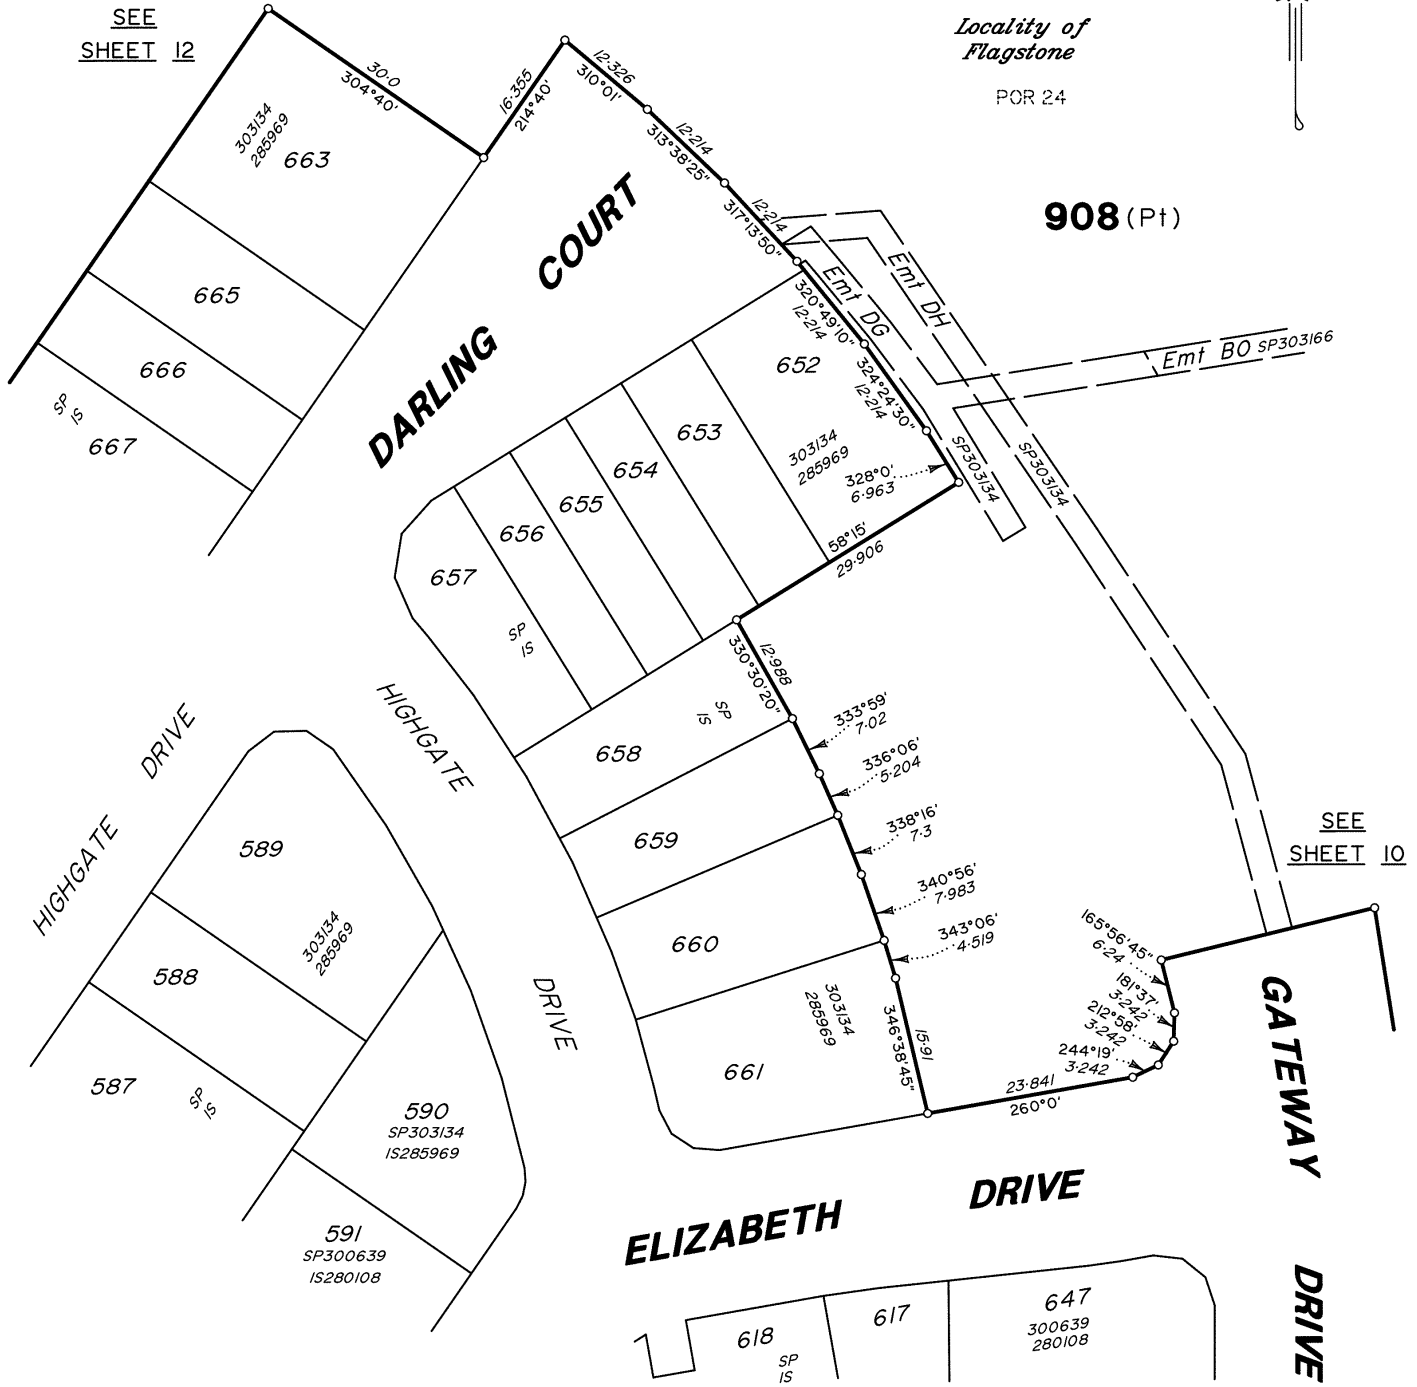 SEE
SHEET 12
Locality of
Flagstone
POR 24
908 (Pt)
30·0
304°40'
16·355
214°40'
12·326
310°01'
12·214
313°38'25"
12·214
317°13'50"
320°49'10"
12·214
324°24'30"
12·214
328°0'
6·963
58°15'
29·906
303134
285969
663
665
666
SP
IS
667
DARLING COURT
Emt DG
Emt DH
Emt BO SP303166
SP303134
SP303134
652
303134
285969
653
654
655
656
657
SP
IS
HIGHGATE DRIVE
HIGHGATE DRIVE
12·988
330°30'20"
333°59'
7·02
336°06'
5·204
338°16'
7·3
340°56'
7·983
343°06'
4·519
15·91
346°38'45"
SP
IS
658
659
660
303134
285969
661
589
303134
285969
588
587
SP
IS
590
SP303134
IS285969
591
SP300639
IS280108
SEE
SHEET 10
165°56'45"
6·24
181°37'
3·242
212°58'
3·242
244°19'
3·242
23·841
260°0'
GATEWAY DRIVE
ELIZABETH DRIVE
618
SP
IS
617
647
300639
280108